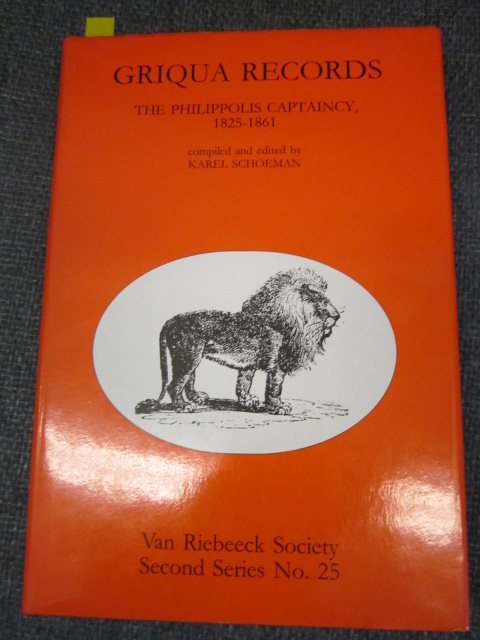 GRIQUA RECORDS
THE PHILIPPOLIS CAPTAINCY,
1825-1861
compiled and edited by
KAREL SCHOEMAN
Van Riebeeck Society
Second Series No. 25